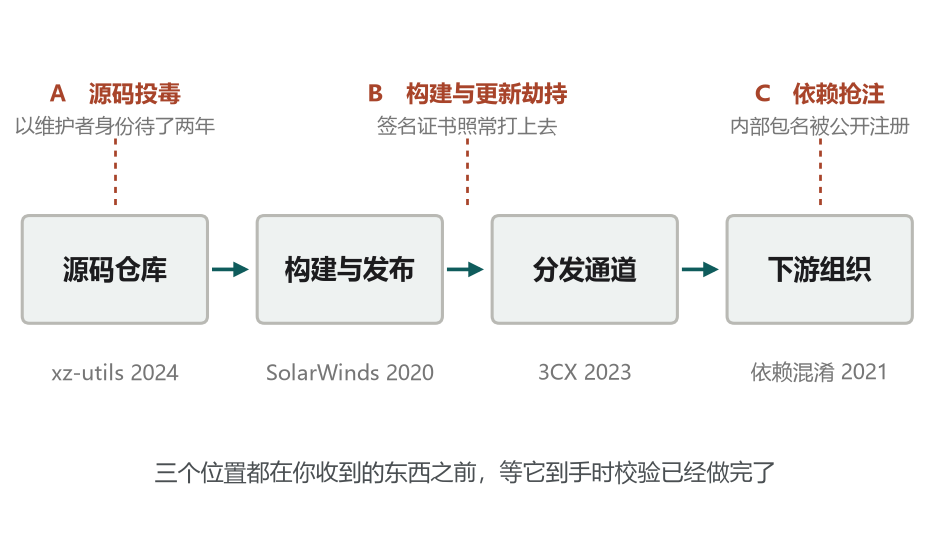 A 源码投毒
以维护者身份待了两年
B 构建与更新劫持
签名证书照常打上去
C 依赖抢注
内部包名被公开注册
源码仓库
构建与发布
分发通道
下游组织
xz-utils 2024
SolarWinds 2020
3CX 2023
依赖混淆 2021
三个位置都在你收到的东西之前，等它到手时校验已经做完了